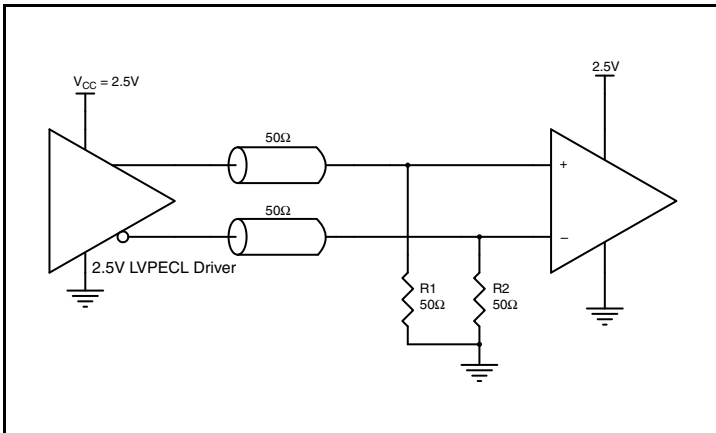 V_CC = 2.5V
2.5V
50Ω
+
50Ω
−
2.5V LVPECL Driver
R1
50Ω
R2
50Ω